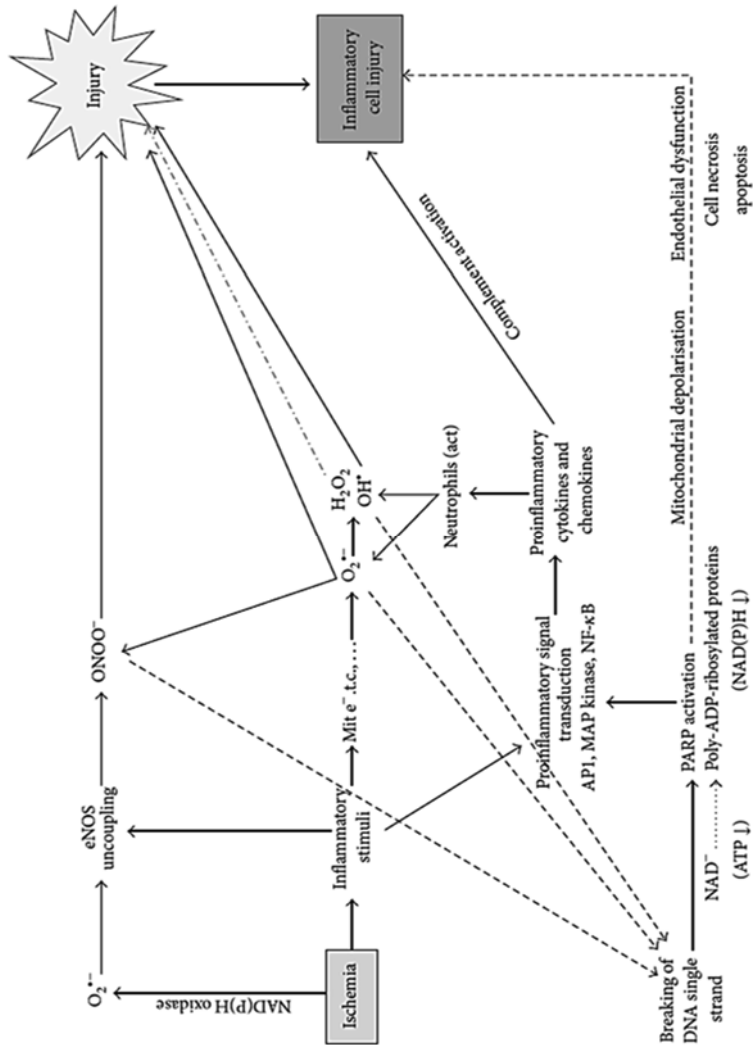 O₂•−
NAD(P)H oxidase
Ischemia
eNOS
uncoupling
Inflammatory
stimuli
ONOO−
Mit e− .t.c., . . .
O₂•−
H₂O₂
OH•
Neutrophils (act)
Proinflammatory signal
transduction
AP1, MAP kinase, NF-κB
Proinflammatory
cytokines and
chemokines
Complement activation
Injury
Inflammatory
cell injury
Breaking of
DNA single
strand
PARP activation
NAD− Poly-ADP-ribosylated proteins
(ATP ↓) (NAD(P)H ↓)
Mitochondrial depolarisation
Endothelial dysfunction
Cell necrosis
apoptosis